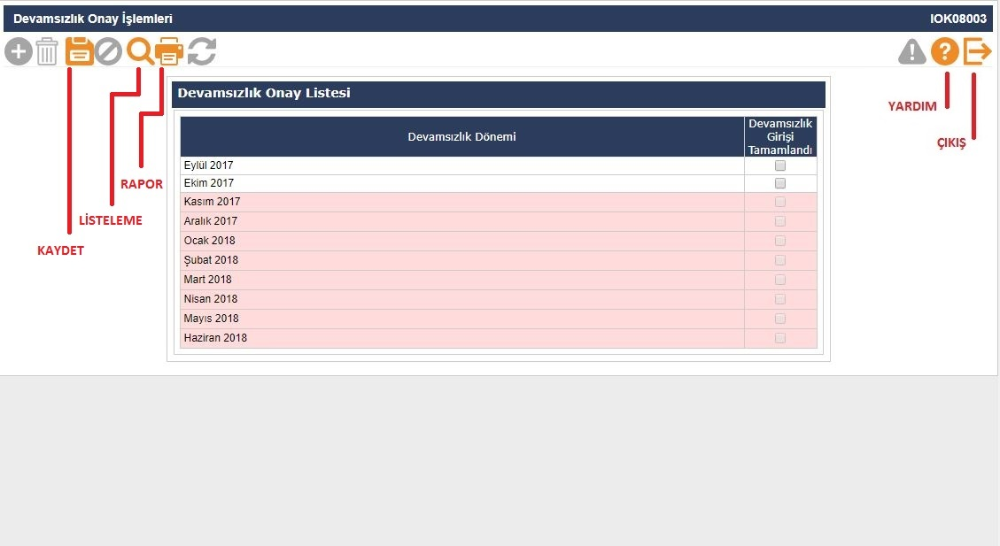 Devamsızlık Onay İşlemleri
IOK08003
Devamsızlık Onay Listesi
Devamsızlık Dönemi
Devamsızlık
Girişi
Tamamlandı
Eylül 2017
Ekim 2017
Kasım 2017
Aralık 2017
Ocak 2018
Şubat 2018
Mart 2018
Nisan 2018
Mayıs 2018
Haziran 2018
YARDIM
ÇIKIŞ
RAPOR
LİSTELEME
KAYDET